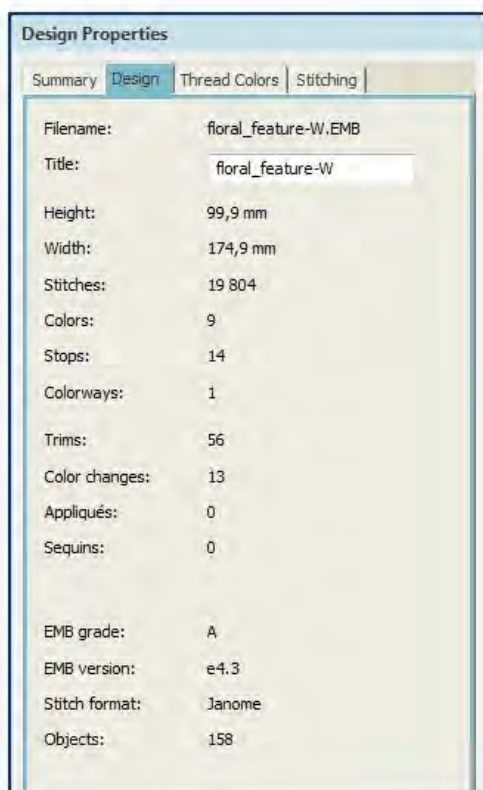 Design Properties
Summary Design Thread Colors Stitching
Filename: floral_feature-W.EMB
Title: floral_feature-W
Height: 99,9 mm
Width: 174,9 mm
Stitches: 19 804
Colors: 9
Stops: 14
Colorways: 1
Trims: 56
Color changes: 13
Appliqués: 0
Sequins: 0
EMB grade: A
EMB version: e4.3
Stitch format: Janome
Objects: 158